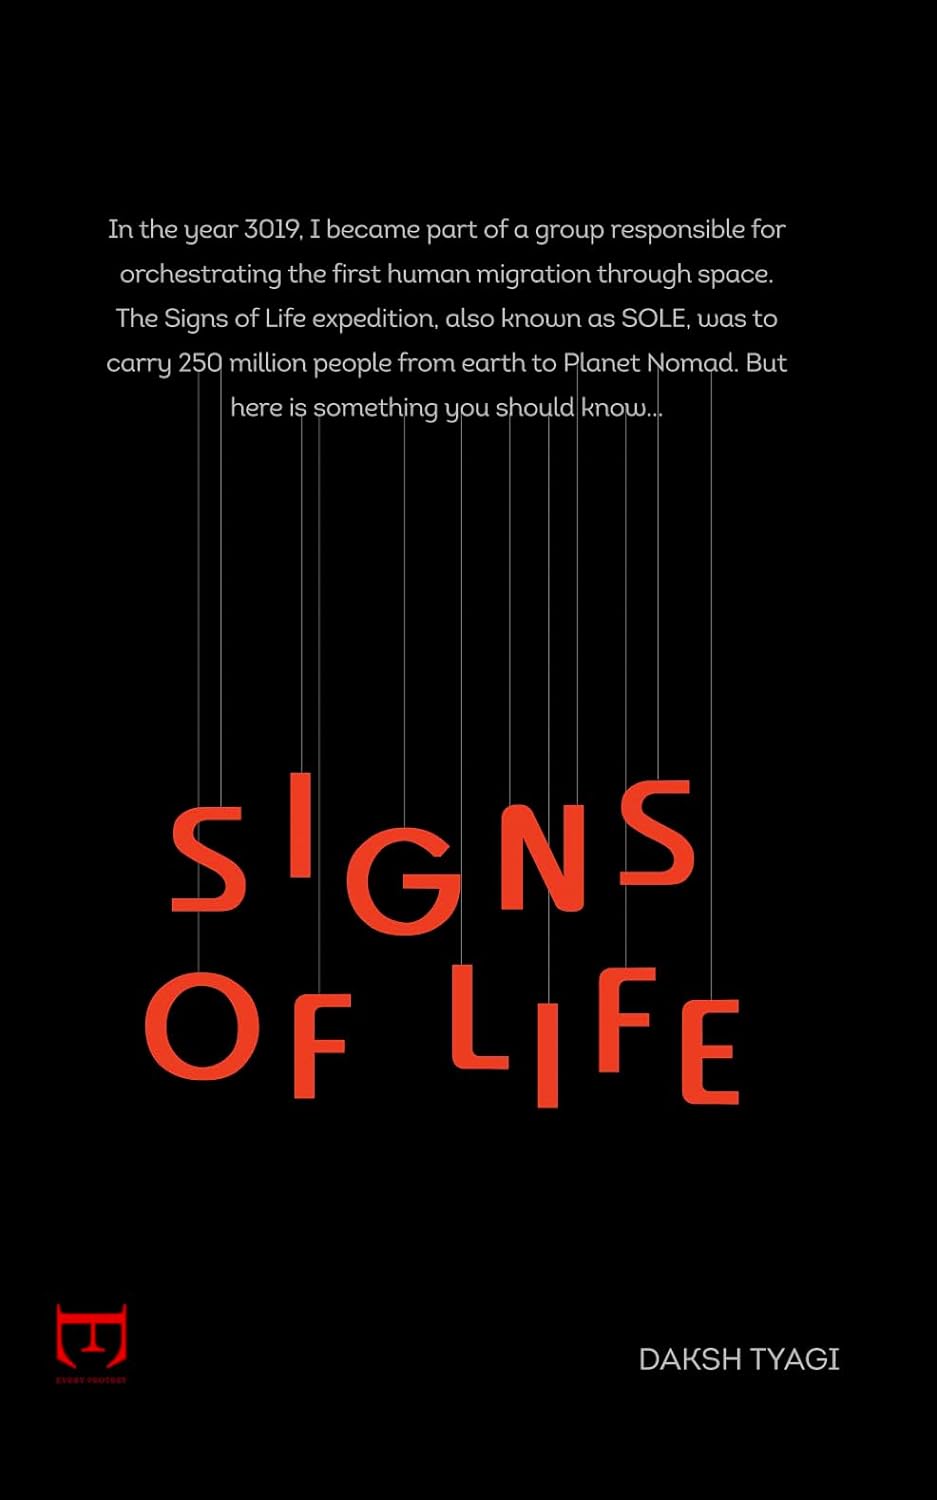 In the year 3019, I became part of a group responsible for
orchestrating the first human migration through space.
The Signs of Life expedition, also known as SOLE, was to
carry 250 million people from earth to Planet Nomad. But
here is something you should know...
SIGNS
OF LIFE
EVERY PROTEST
DAKSH TYAGI